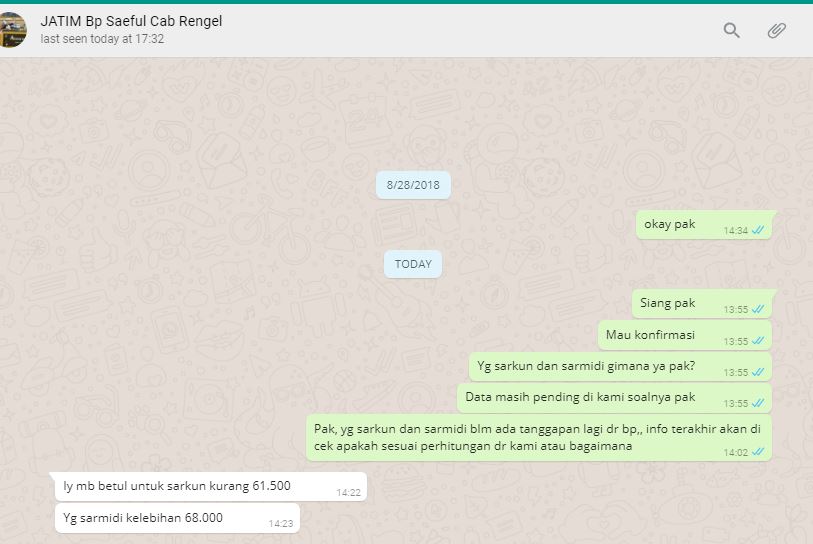 JATIM Bp Saeful Cab Rengel
last seen today at 17:32
8/28/2018
okay pak
14:34
TODAY
Siang pak
13:55
Mau konfirmasi
13:55
Yg sarkun dan sarmidi gimana ya pak?
13:55
Data masih pending di kami soalnya pak
13:55
Pak, yg sarkun dan sarmidi blm ada tanggapan lagi dr bp,, info terakhir akan di
cek apakah sesuai perhitungan dr kami atau bagaimana
14:02
Iy mb betul untuk sarkun kurang 61.500
14:22
Yg sarmidi kelebihan 68.000
14:23